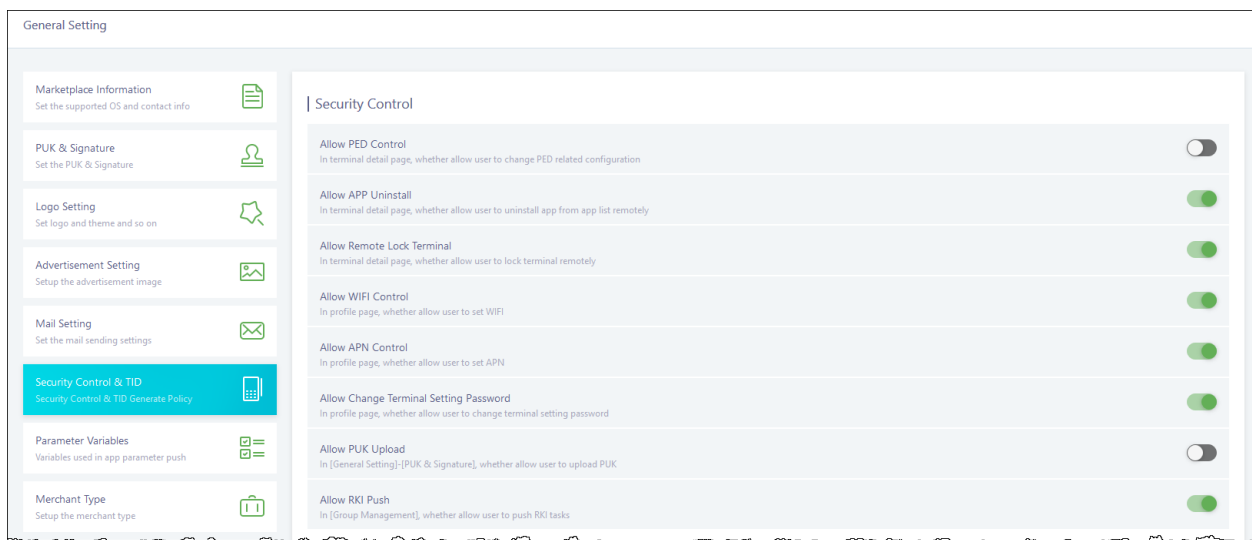 General Setting
Marketplace Information
Set the supported OS and contact info
PUK & Signature
Set the PUK & Signature
Logo Setting
Set logo and theme and so on
Advertisement Setting
Setup the advertisement image
Mail Setting
Set the mail sending settings
Security Control & TID
Security Control & TID Generate Policy
Parameter Variables
Variables used in app parameter push
Merchant Type
Setup the merchant type
Security Control
Allow PED Control
In terminal detail page, whether allow user to change PED related configuration
Allow APP Uninstall
In terminal detail page, whether allow user to uninstall app from app list remotely
Allow Remote Lock Terminal
In terminal detail page, whether allow user to lock terminal remotely
Allow WIFI Control
In profile page, whether allow user to set WIFI
Allow APN Control
In profile page, whether allow user to set APN
Allow Change Terminal Setting Password
In profile page, whether allow user to change terminal setting password
Allow PUK Upload
In [General Setting]-[PUK & Signature], whether allow user to upload PUK
Allow RKI Push
In [Group Management], whether allow user to push RKI tasks